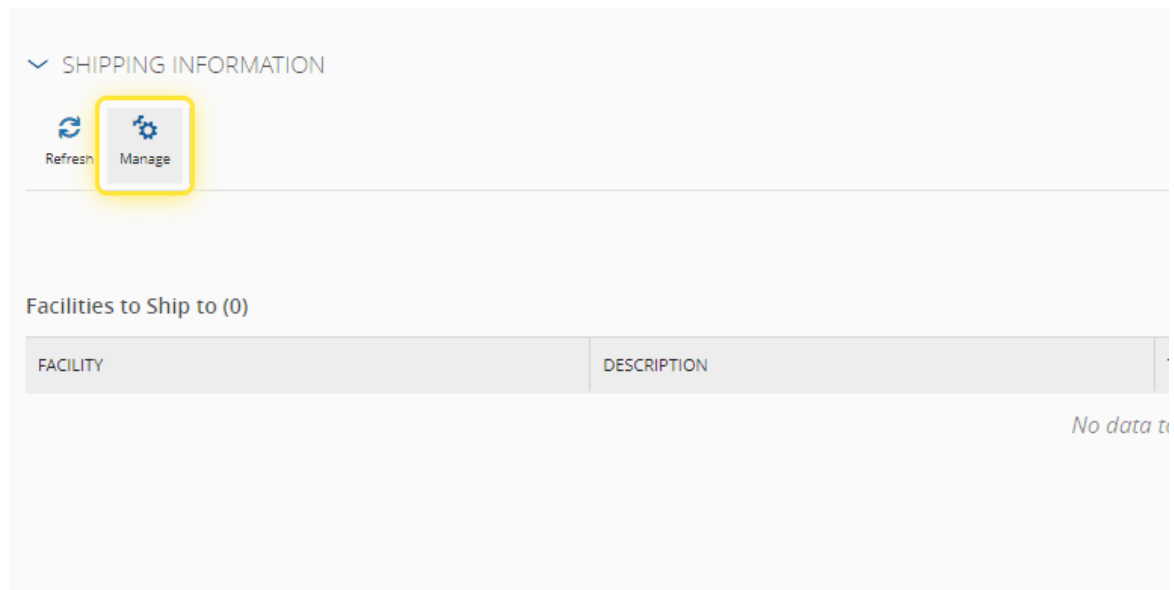 SHIPPING INFORMATION
Refresh Manage
Facilities to Ship to (0)
FACILITY DESCRIPTION
No data